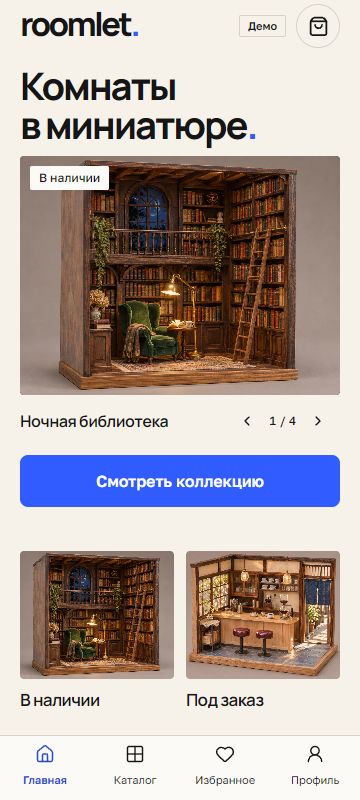 roomlet.
Демо
Комнаты
в миниатюре.
В наличии
Ночная библиотека
1 / 4
Смотреть коллекцию
В наличии
Под заказ
Главная
Каталог
Избранное
Профиль